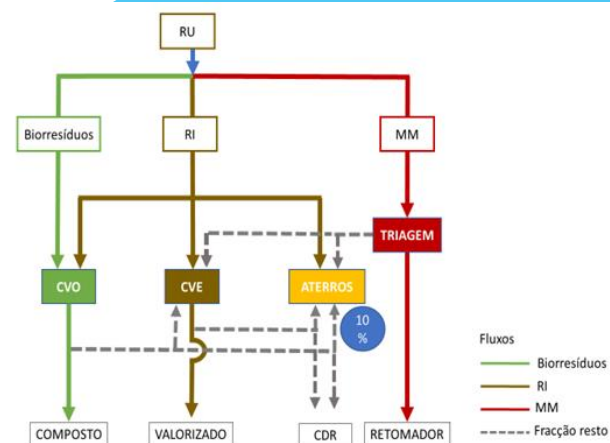 RU
Biorresíduos
RI
MM
TRIAGEM
CVO
CVE
ATERROS
10
%
Fluxos
Biorresíduos
RI
MM
Fracção resto
COMPOSTO
VALORIZADO
CDR
RETOMADOR